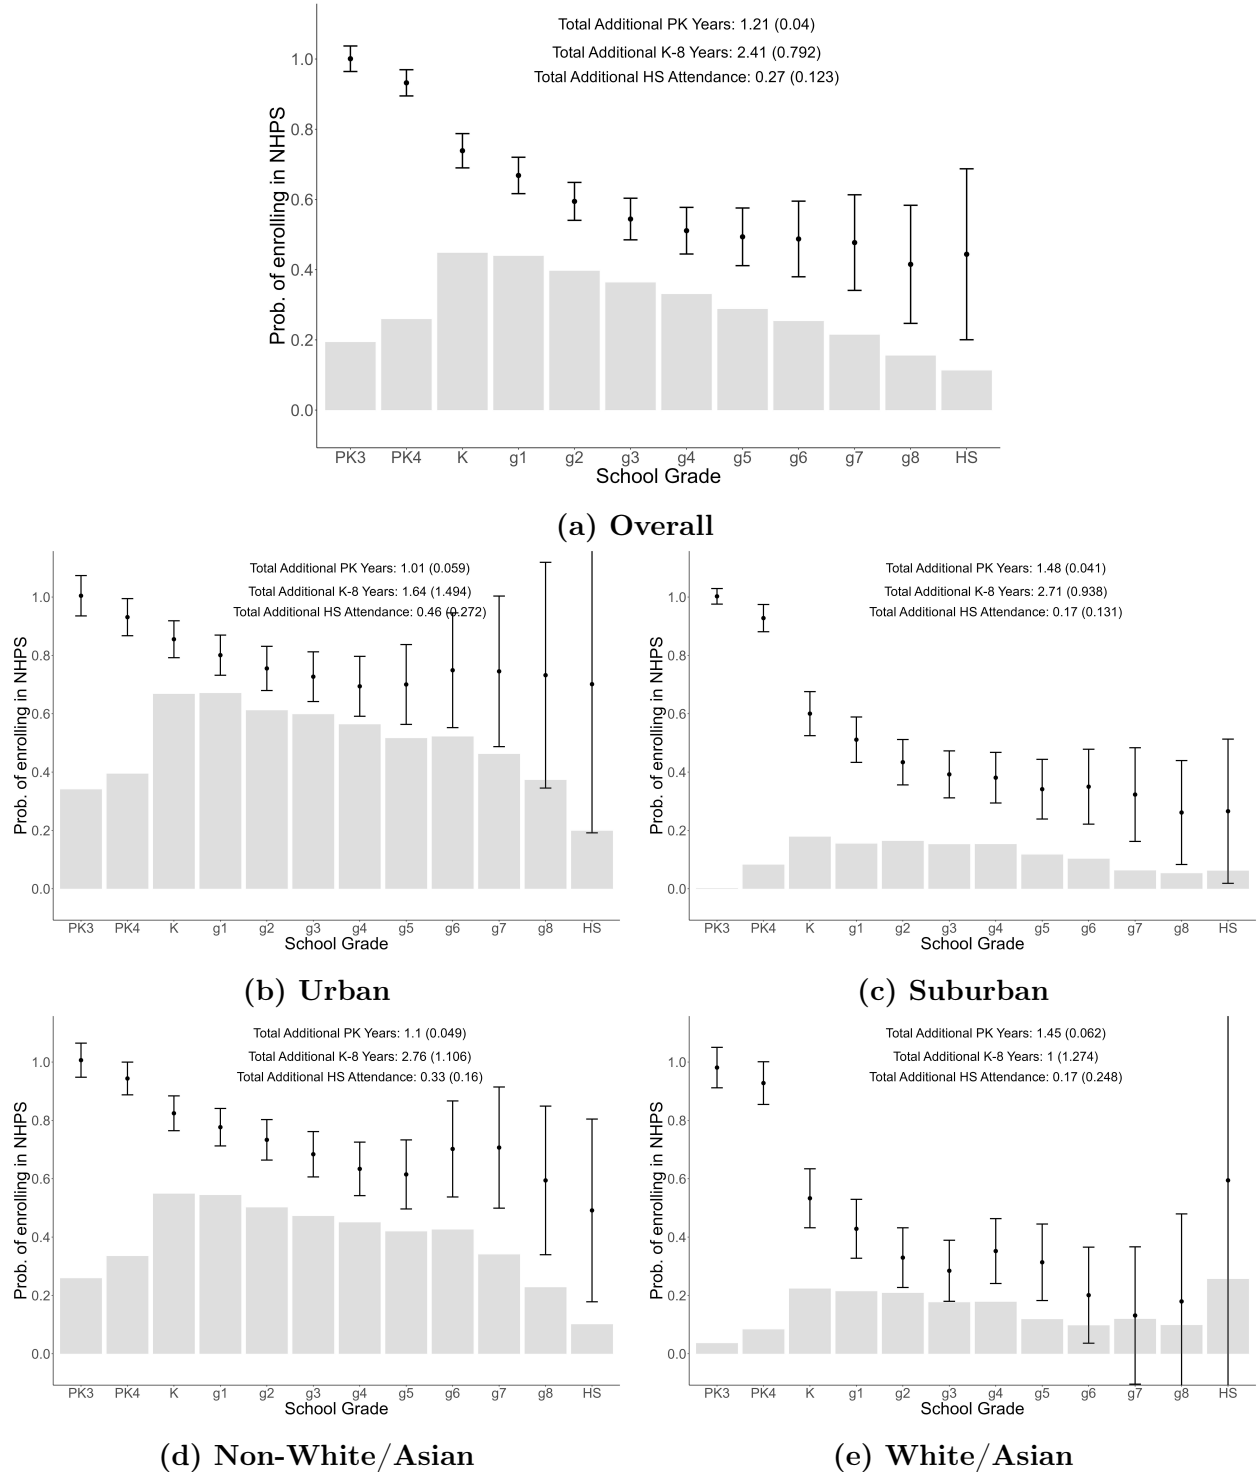 Total Additional PK Years: 1.21 (0.04)
Total Additional K-8 Years: 2.41 (0.792)
Total Additional HS Attendance: 0.27 (0.123)
Prob. of enrolling in NHPS
1.0
0.8
0.6
0.4
0.2
0.0
PK3 PK4 K g1 g2 g3 g4 g5 g6 g7 g8 HS
School Grade
(a) Overall
Total Additional PK Years: 1.01 (0.059)
Total Additional K-8 Years: 1.64 (1.494)
Total Additional HS Attendance: 0.46 (0.272)
Prob. of enrolling in NHPS
1.0
0.8
0.6
0.4
0.2
0.0
PK3 PK4 K g1 g2 g3 g4 g5 g6 g7 g8 HS
School Grade
(b) Urban
Total Additional PK Years: 1.48 (0.041)
Total Additional K-8 Years: 2.71 (0.938)
Total Additional HS Attendance: 0.17 (0.131)
Prob. of enrolling in NHPS
1.0
0.8
0.6
0.4
0.2
0.0
PK3 PK4 K g1 g2 g3 g4 g5 g6 g7 g8 HS
School Grade
(c) Suburban
Total Additional PK Years: 1.1 (0.049)
Total Additional K-8 Years: 2.76 (1.106)
Total Additional HS Attendance: 0.33 (0.16)
Prob. of enrolling in NHPS
1.0
0.8
0.6
0.4
0.2
0.0
PK3 PK4 K g1 g2 g3 g4 g5 g6 g7 g8 HS
School Grade
(d) Non-White/Asian
Total Additional PK Years: 1.45 (0.062)
Total Additional K-8 Years: 1 (1.274)
Total Additional HS Attendance: 0.17 (0.248)
Prob. of enrolling in NHPS
1.0
0.8
0.6
0.4
0.2
0.0
PK3 PK4 K g1 g2 g3 g4 g5 g6 g7 g8 HS
School Grade
(e) White/Asian